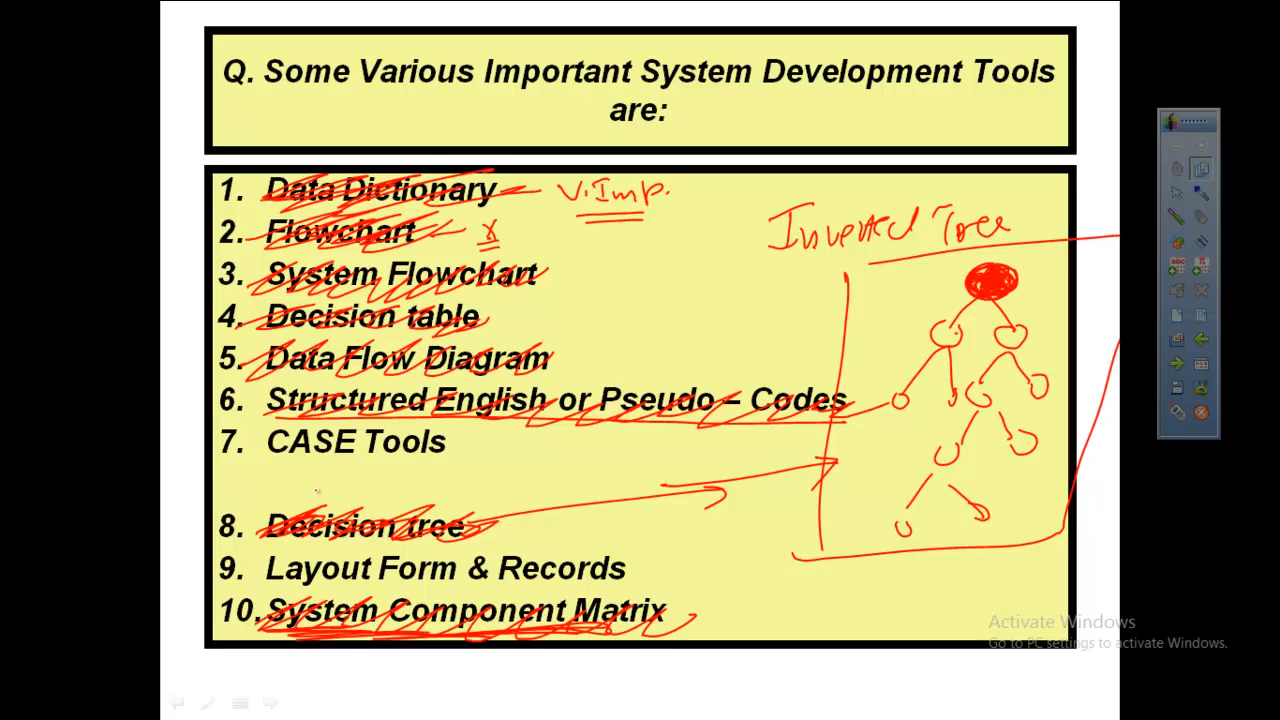 Q. Some Various Important System Development Tools
are:
1. Data Dictionary V. Imp.
2. Flowchart
3. System Flowchart
4. Decision table
5. Data Flow Diagram
6. Structured English or Pseudo – Codes
7. CASE Tools
8. Decision tree
9. Layout Form & Records
10. System Component Matrix
Inverted Tree
Activate Windows
Go to PC settings to activate Windows.